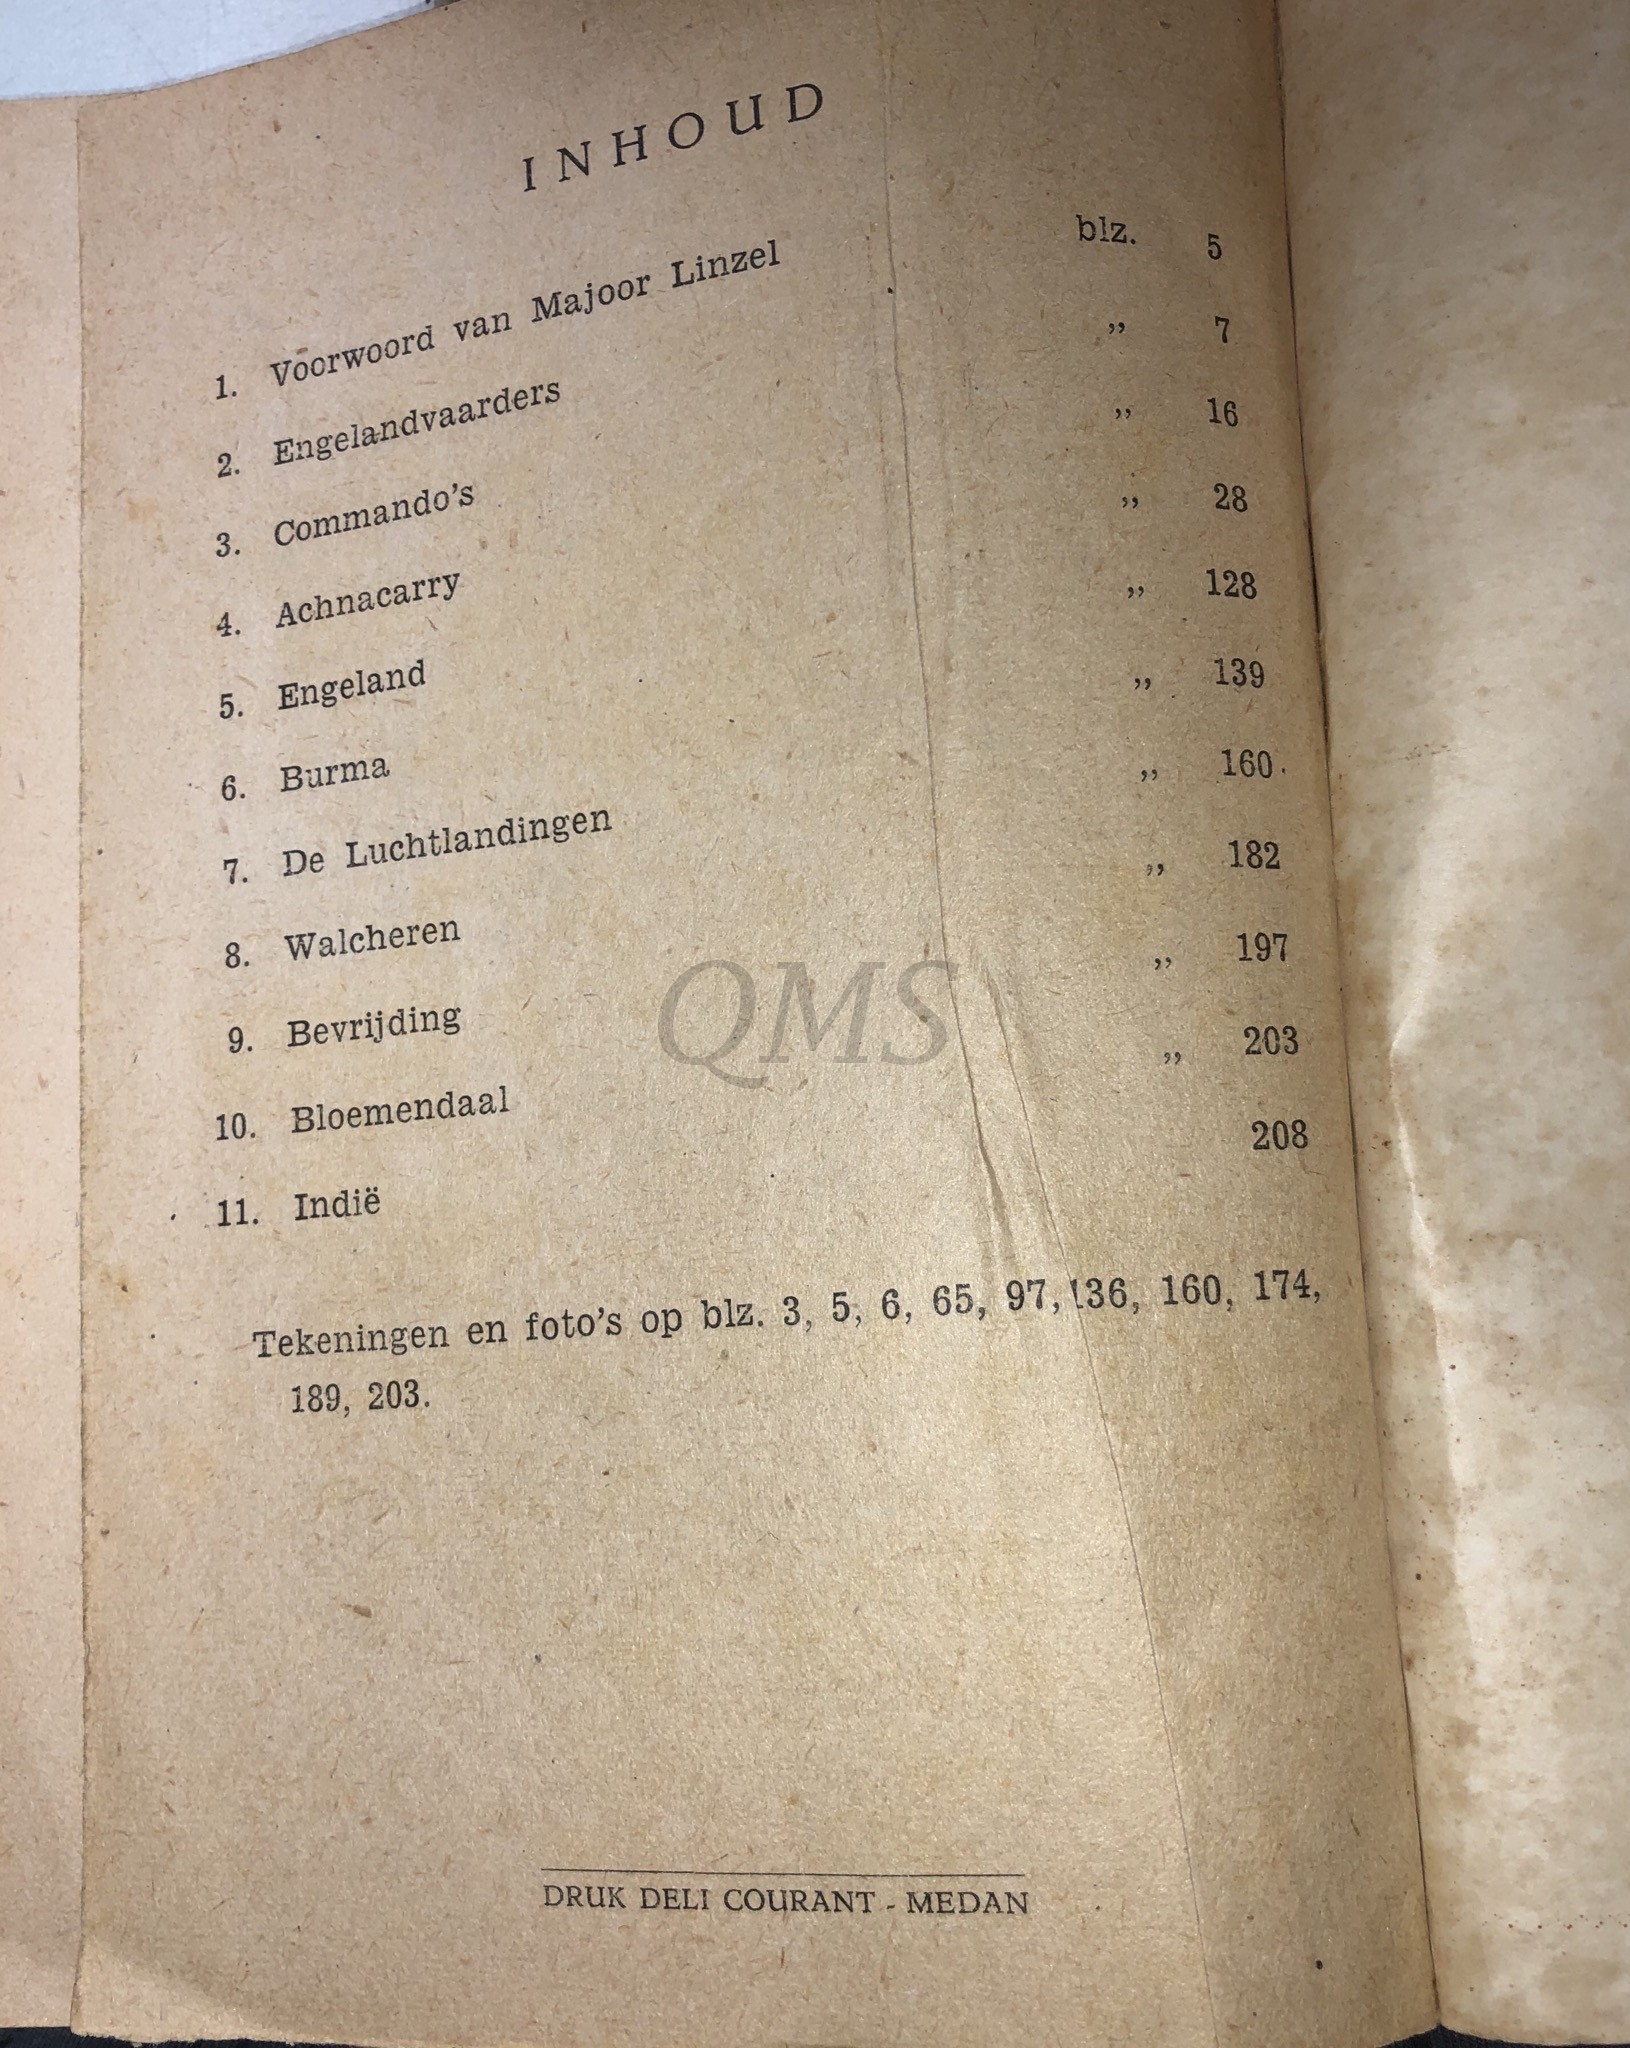 INHOUD
1. Voorwoord van Majoor Linzel blz. 5
2. Engelandvaarders „ 7
3. Commando's „ 16
4. Achnacarry „ 28
5. Engeland „ 128
6. Burma „ 139
7. De Luchtlandingen „ 160.
8. Walcheren „ 182
9. Bevrijding „ 197
10. Bloemendaal „ 203
11. Indië 208
Tekeningen en foto's op blz. 3, 5, 6, 65, 97, 136, 160, 174,
189, 203.
QMS
DRUK DELI COURANT - MEDAN